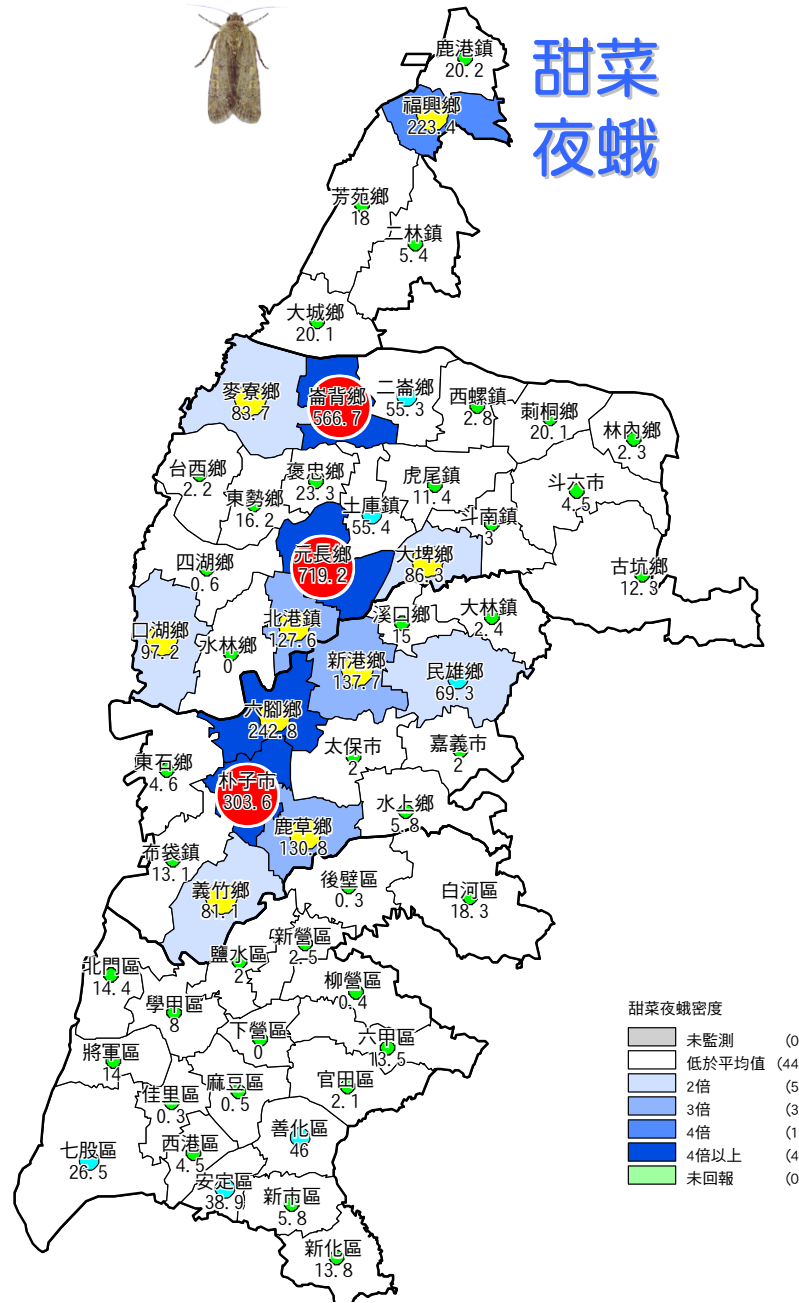 甜菜
夜蛾
鹿港鎮
20.2
福興鄉
223.4
芳苑鄉
18
二林鎮
5.4
大城鄉
20.1
麥寮鄉
83.7
崙背鄉
566.7
二崙鄉
55.3
西螺鎮
2.8
莿桐鄉
20.1
林內鄉
2.3
台西鄉
2.2
東勢鄉
16.2
褒忠鄉
23.3
土庫鎮
55.4
虎尾鎮
11.4
斗南鎮
3
斗六市
4.5
古坑鄉
12.3
四湖鄉
0.6
元長鄉
719.2
大埤鄉
86.3
口湖鄉
97.2
水林鄉
0
北港鎮
127.6
溪口鄉
15
大林鎮
2.4
新港鄉
137.7
民雄鄉
69.3
六腳鄉
242.8
太保市
2
嘉義市
2
東石鄉
4.6
朴子市
303.6
水上鄉
5.8
鹿草鄉
130.8
布袋鎮
13.1
義竹鄉
81.1
後壁區
0.3
白河區
18.3
鹽水區
2
新營區
2.5
北門區
14.4
學甲區
8
柳營區
0.4
下營區
0
六甲區
13.5
將軍區
14
佳里區
0.3
麻豆區
0.5
官田區
2.1
七股區
26.5
西港區
4.5
善化區
46
安定區
38.9
新市區
5.8
新化區
13.8
甜菜夜蛾密度
未監測 (0
低於平均值 (44
2倍 (5
3倍 (3
4倍 (1
4倍以上 (4
未回報 (0